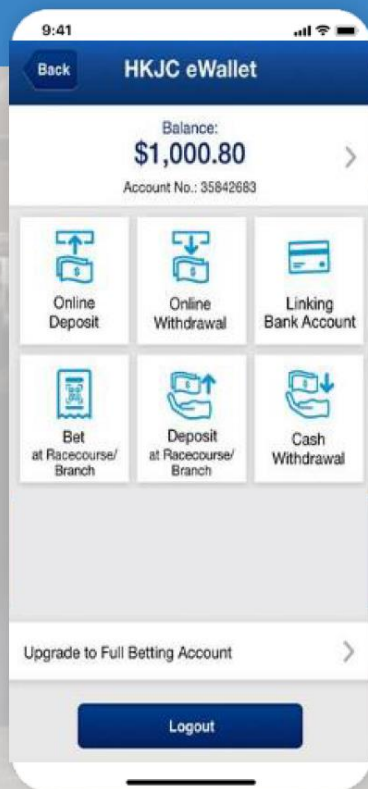 9:41
Back HKJC eWallet
Balance:
$1,000.80
Account No.: 35842683
Online
Deposit
Online
Withdrawal
Linking
Bank Account
Bet
at Racecourse/
Branch
Deposit
at Racecourse/
Branch
Cash
Withdrawal
Upgrade to Full Betting Account
Logout